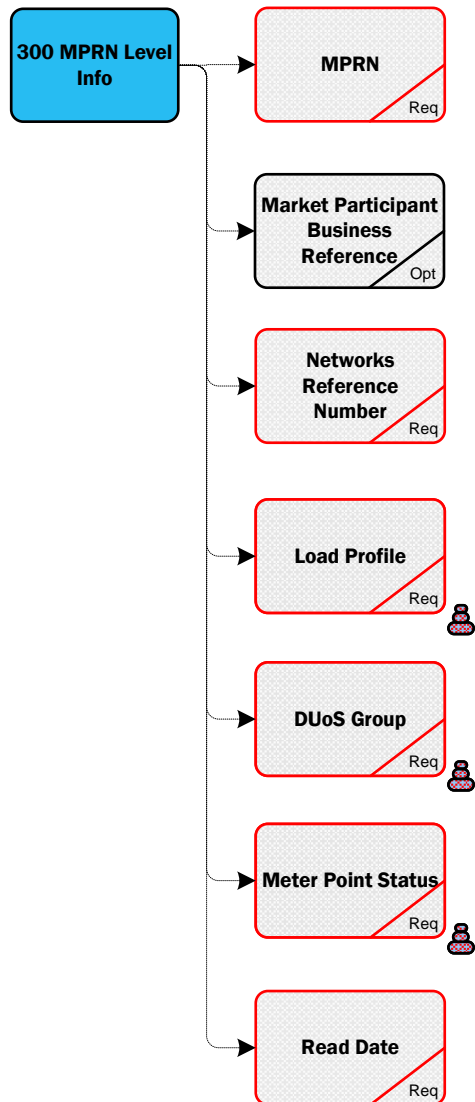 300 MPRN Level
Info
MPRN
Req
Market Participant
Business
Reference
Opt
Networks
Reference
Number
Req
Load Profile
Req
DUoS Group
Req
Meter Point Status
Req
Read Date
Req